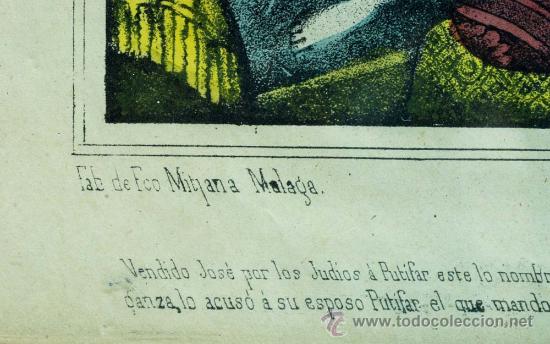 Fab de Fco Mitjana Malaga.
Vendido José por los Judios á Putifar este lo nombr
danza, lo acusó á su esposo Putifar el que mando
www.todocoleccion.net